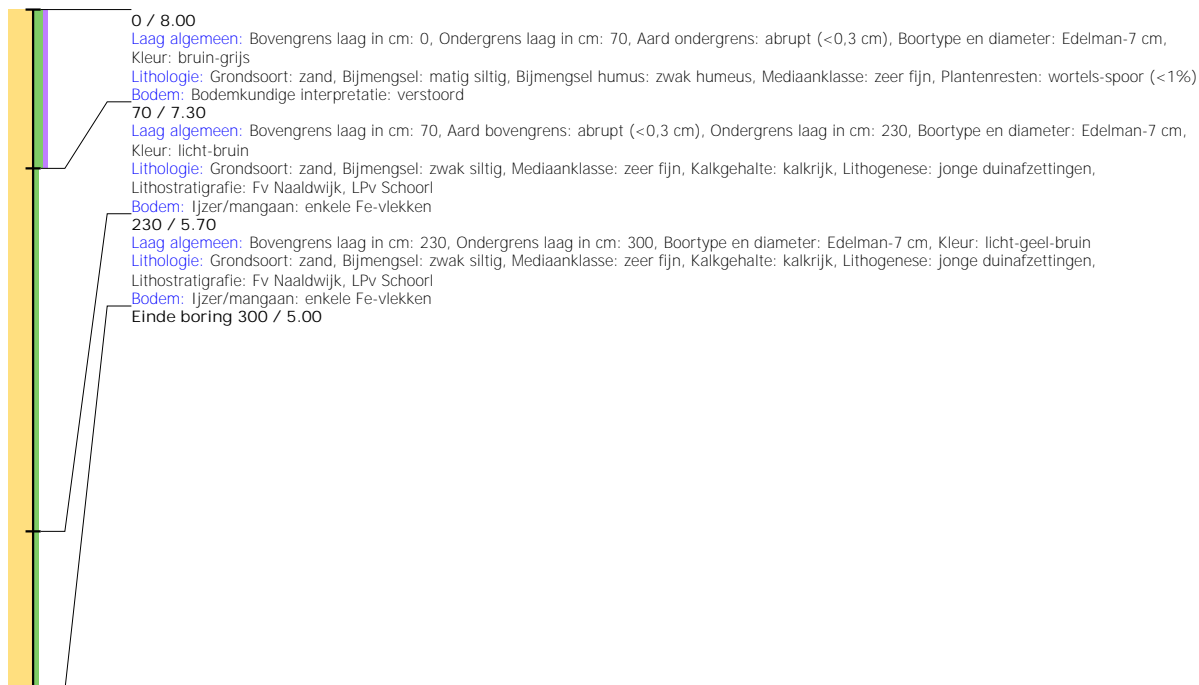 0 / 8.00
Laag algemeen: Bovengrens laag in cm: 0, Ondergrens laag in cm: 70, Aard ondergrens: abrupt (<0,3 cm), Boortype en diameter: Edelman-7 cm,
Kleur: bruin-grijs
Lithologie: Grondsoort: zand, Bijmengsel: matig siltig, Bijmengsel humus: zwak humeus, Mediaanklasse: zeer fijn, Plantenresten: wortels-spoor (<1%)
Bodem: Bodemkundige interpretatie: verstoord
70 / 7.30
Laag algemeen: Bovengrens laag in cm: 70, Aard bovengrens: abrupt (<0,3 cm), Ondergrens laag in cm: 230, Boortype en diameter: Edelman-7 cm,
Kleur: licht-bruin
Lithologie: Grondsoort: zand, Bijmengsel: zwak siltig, Mediaanklasse: zeer fijn, Kalkgehalte: kalkrijk, Lithogenese: jonge duinafzettingen,
Lithostratigrafie: Fv Naaldwijk, LPv Schoorl
Bodem: Ijzer/mangaan: enkele Fe-vlekken
230 / 5.70
Laag algemeen: Bovengrens laag in cm: 230, Ondergrens laag in cm: 300, Boortype en diameter: Edelman-7 cm, Kleur: licht-geel-bruin
Lithologie: Grondsoort: zand, Bijmengsel: zwak siltig, Mediaanklasse: zeer fijn, Kalkgehalte: kalkrijk, Lithogenese: jonge duinafzettingen,
Lithostratigrafie: Fv Naaldwijk, LPv Schoorl
Bodem: Ijzer/mangaan: enkele Fe-vlekken
Einde boring 300 / 5.00